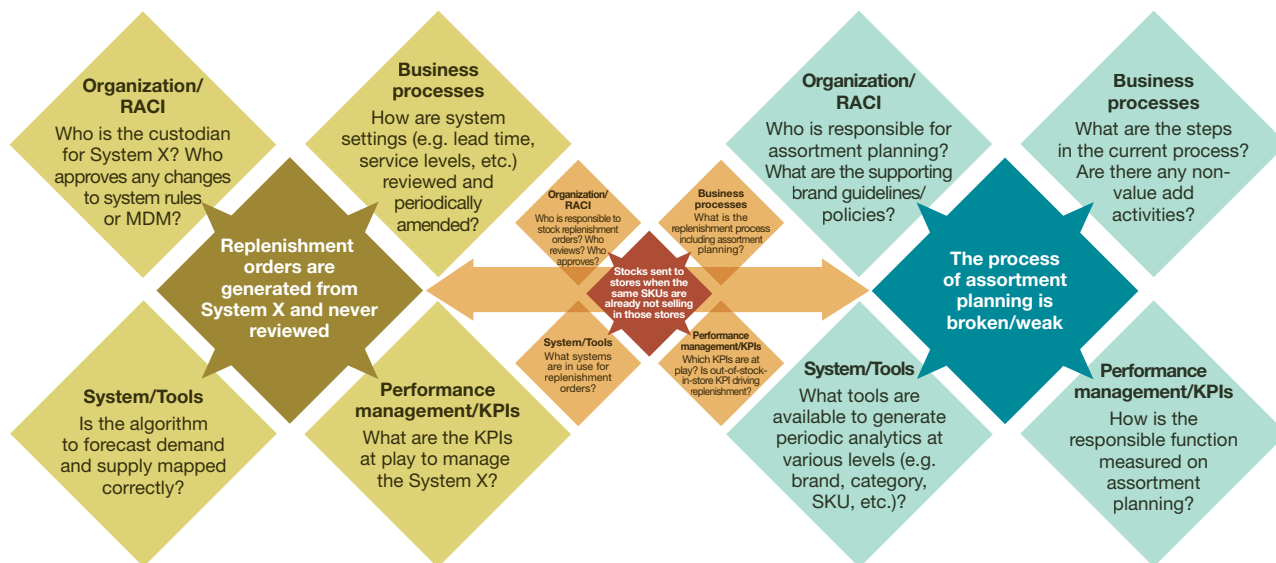 Organization/
RACI
Who is the custodian
for System X? Who
approves any changes
to system rules
or MDM?
Business
processes
How are system
settings (e.g. lead time,
service levels, etc.)
reviewed and
periodically
amended?
Replenishment
orders are
generated from
System X and never
reviewed
System/Tools
Is the algorithm
to forecast demand
and supply mapped
correctly?
Performance
management/KPIs
What are the KPIs
at play to manage
the System X?
Organization/
RACI
Who is responsible to
stock replenishment
orders? Who
reviews? Who
approves?
Business
processes
What is the
replenishment process
including assortment
planning?
Stocks sent to
stores when the
same SKUs are
already not selling
in those stores
System/Tools
What systems
are in use for
replenishment
orders?
Performance
management/KPIs
Which KPIs are at
play? Is out-of-stock-
in-store KPI driving
replenishment?
Organization/
RACI
Who is responsible for
assortment planning?
What are the supporting
brand guidelines/
policies?
Business
processes
What are the steps
in the current process?
Are there any non-
value add
activities?
The process
of assortment
planning is
broken/weak
System/Tools
What tools are
available to generate
periodic analytics at
various levels (e.g.
brand, category,
SKU, etc.)?
Performance
management/KPIs
How is the
responsible function
measured on
assortment
planning?